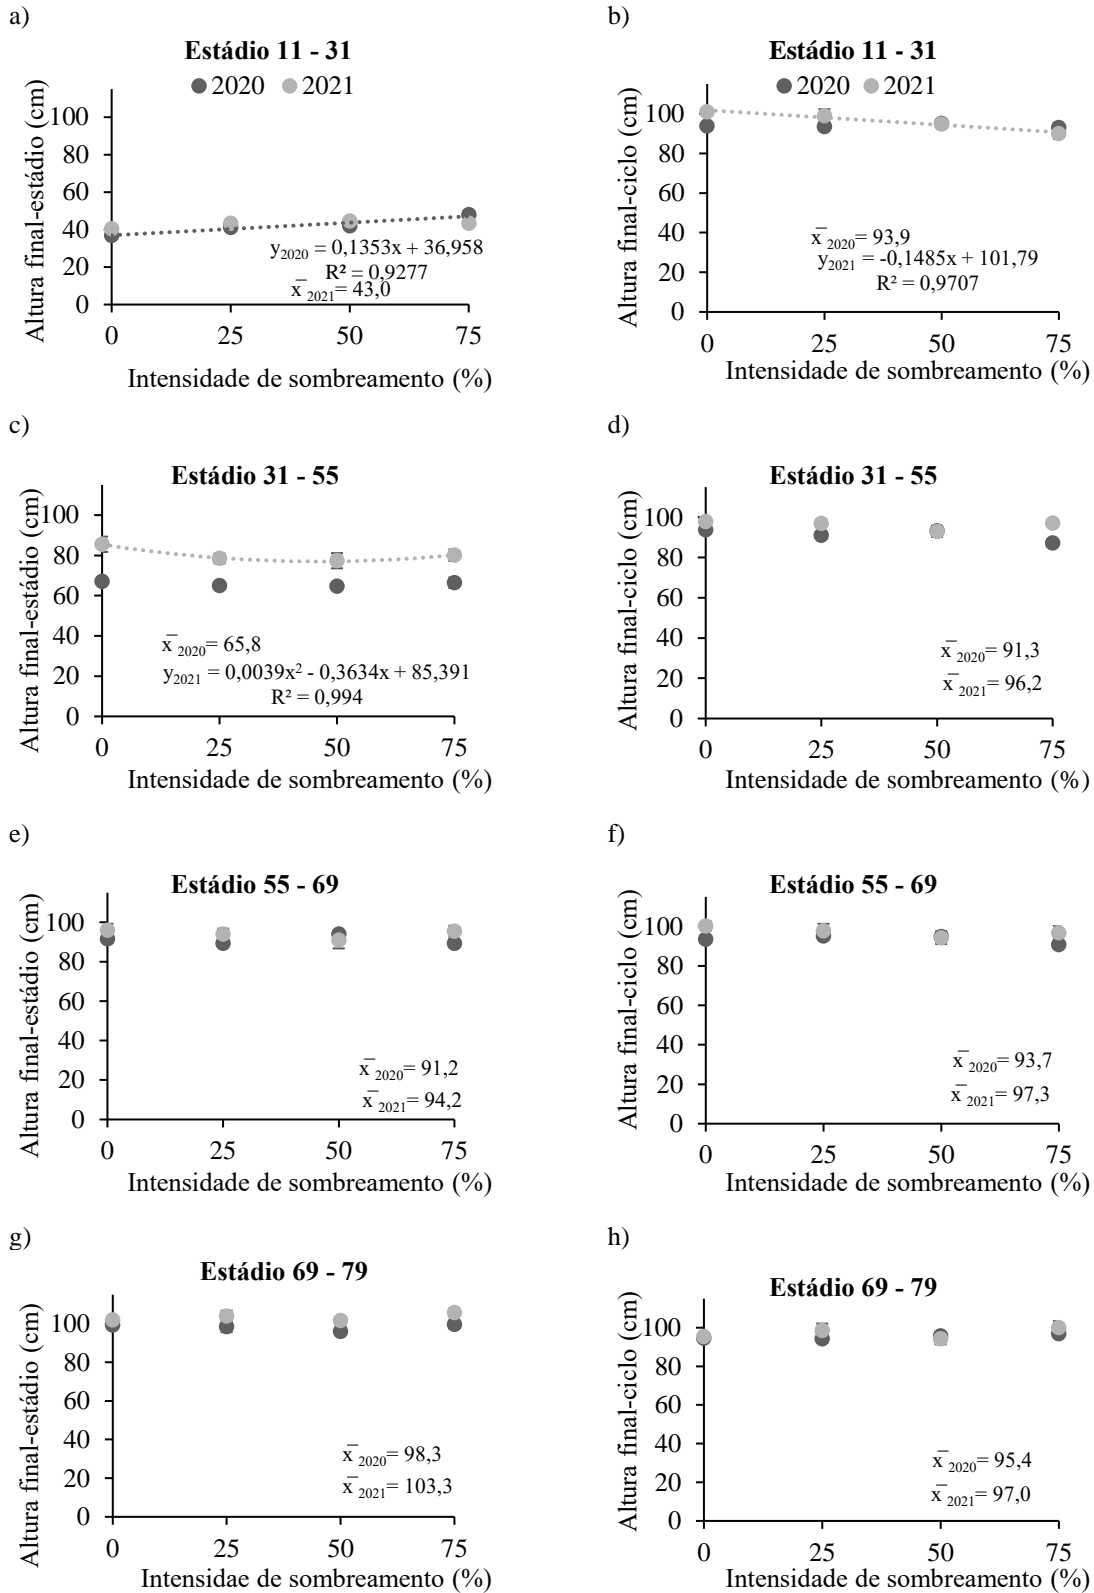 a)
Estádio 11 - 31
2020 2021
Altura final-estádio (cm)
100
80
60
40
20
0
y2020 = 0,1353x + 36,958
R² = 0,9277
x̄ 2021= 43,0
0 25 50 75
Intensidade de sombreamento (%)
b)
Estádio 11 - 31
2020 2021
Altura final-ciclo (cm)
100
80
60
40
20
0
x̄ 2020= 93,9
y2021 = -0,1485x + 101,79
R² = 0,9707
0 25 50 75
Intensidade de sombreamento (%)
c)
Estádio 31 - 55
Altura final-estádio (cm)
100
80
60
40
20
0
x̄ 2020= 65,8
y2021 = 0,0039x² - 0,3634x + 85,391
R² = 0,994
0 25 50 75
Intensidade de sombreamento (%)
d)
Estádio 31 - 55
Altura final-ciclo (cm)
100
80
60
40
20
0
x̄ 2020= 91,3
x̄ 2021= 96,2
0 25 50 75
Intensidade de sombreamento (%)
e)
Estádio 55 - 69
Altura final-estádio (cm)
100
80
60
40
20
0
x̄ 2020= 91,2
x̄ 2021= 94,2
0 25 50 75
Intensidade de sombreamento (%)
f)
Estádio 55 - 69
Altura final-ciclo (cm)
100
80
60
40
20
0
x̄ 2020= 93,7
x̄ 2021= 97,3
0 25 50 75
Intensidade de sombreamento (%)
g)
Estádio 69 - 79
Altura final-estádio (cm)
100
80
60
40
20
0
x̄ 2020= 98,3
x̄ 2021= 103,3
0 25 50 75
Intensidae de sombreamento (%)
h)
Estádio 69 - 79
Altura final-ciclo (cm)
100
80
60
40
20
0
x̄ 2020= 95,4
x̄ 2021= 97,0
0 25 50 75
Intensidade de sombreamento (%)